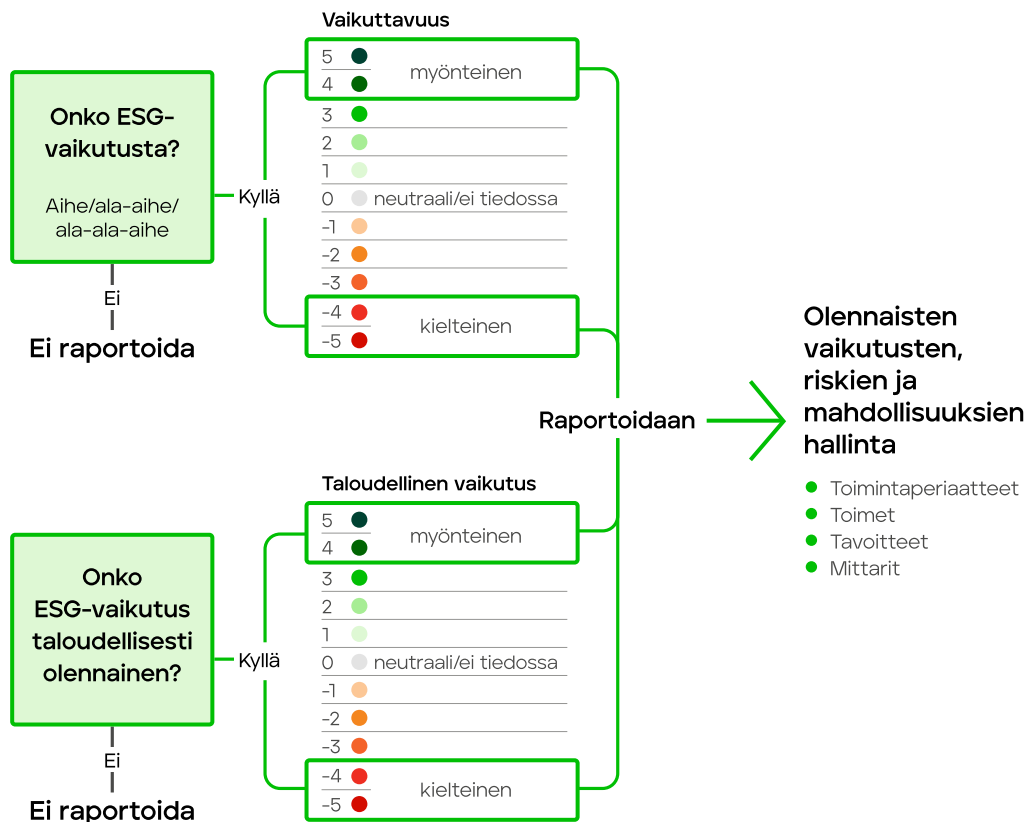 Vaikuttavuus
Onko ESG-
vaikutusta?
Aihe/ala-aihe/
ala-ala-aihe
Ei
Ei raportoida
Kyllä
5
4
myönteinen
3
2
1
0 neutraali/ei tiedossa
-1
-2
-3
-4
-5
kielteinen
Raportoidaan
Olennaisten
vaikutusten,
riskien ja
mahdollisuuksien
hallinta
Toimintaperiaatteet
Toimet
Tavoitteet
Mittarit
Taloudellinen vaikutus
Onko
ESG-vaikutus
taloudellisesti
olennainen?
Ei
Ei raportoida
Kyllä
5
4
myönteinen
3
2
1
0 neutraali/ei tiedossa
-1
-2
-3
-4
-5
kielteinen